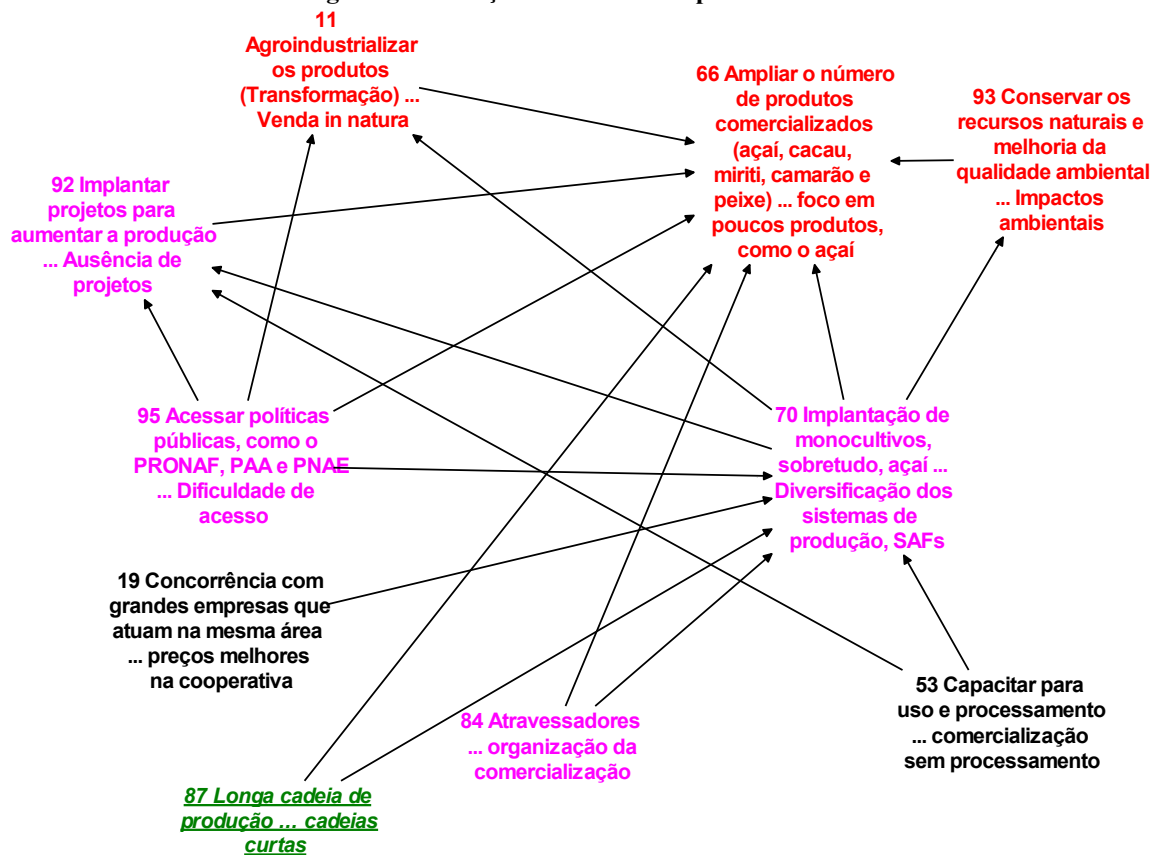 11
Agroindustrializar
os produtos
(Transformação) ...
Venda in natura
66 Ampliar o número
de produtos
comercializados
(açaí, cacau,
miriti, camarão e
peixe) ... foco em
poucos produtos,
como o açaí
93 Conservar os
recursos naturais e
melhoria da
qualidade ambiental
... Impactos
ambientais
92 Implantar
projetos para
aumentar a produção
... Ausência de
projetos
95 Acessar políticas
públicas, como o
PRONAF, PAA e PNAE
... Dificuldade de
acesso
70 Implantação de
monocultivos,
sobretudo, açaí ...
Diversificação dos
sistemas de
produção, SAFs
19 Concorrência com
grandes empresas que
atuam na mesma área
... preços melhores
na cooperativa
84 Atravessadores
... organização da
comercialização
53 Capacitar para
uso e processamento
... comercialização
sem processamento
87 Longa cadeia de
produção ... cadeias
curtas